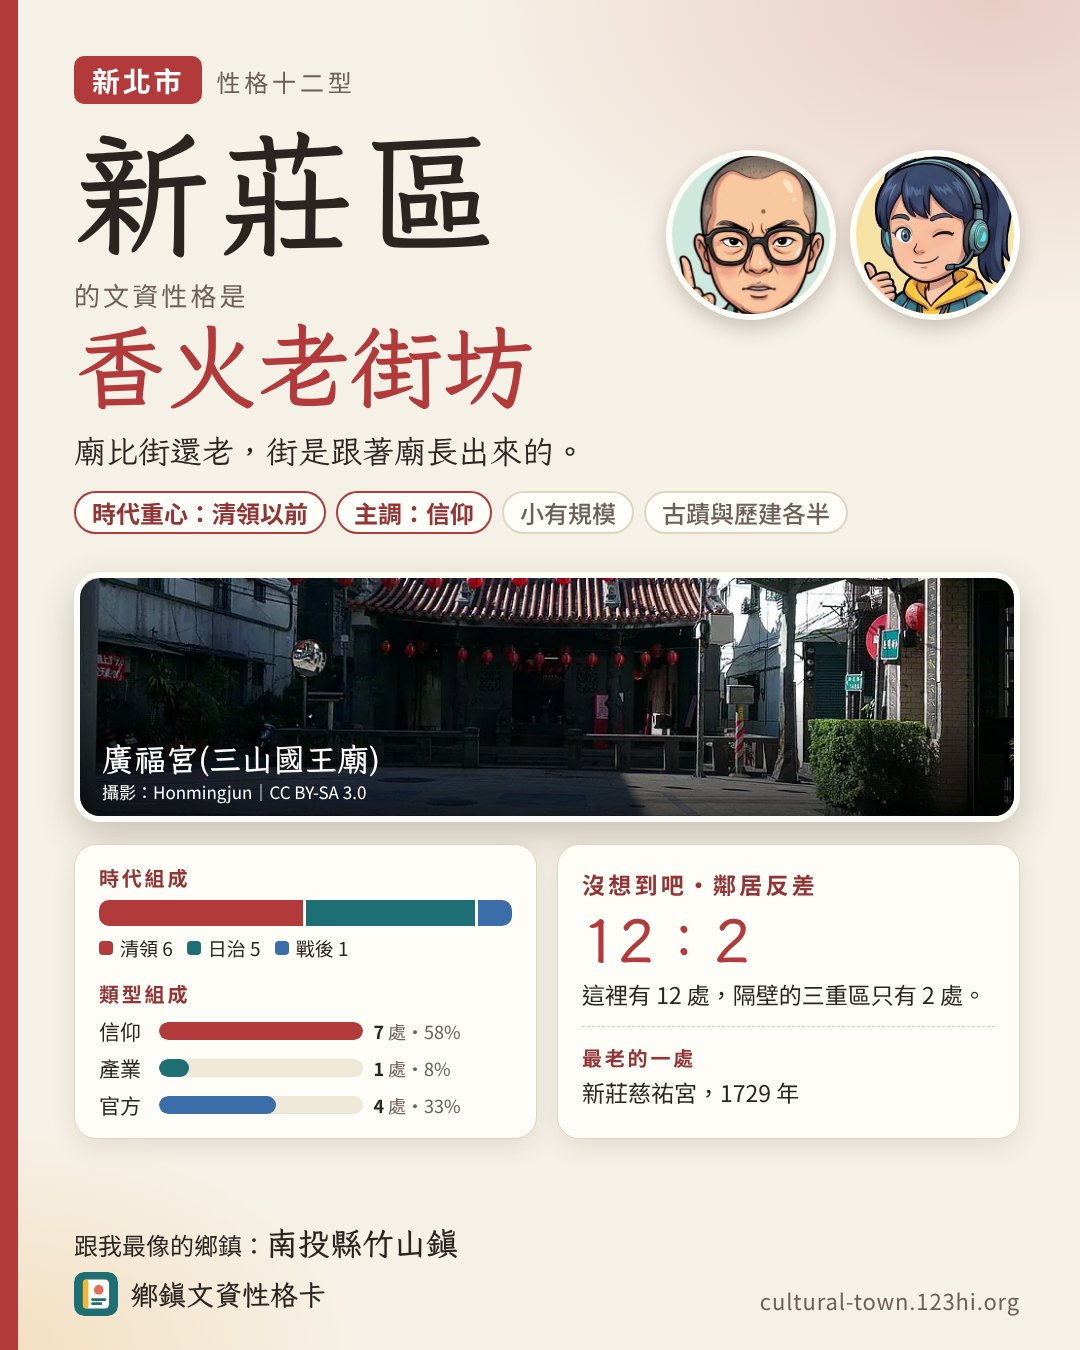 新北市 性格十二型
新莊區
的文資性格是
香火老街坊
廟比街還老，街是跟著廟長出來的。
時代重心：清領以前 主調：信仰 小有規模 古蹟與歷建各半
廣福宮(三山國王廟)
攝影：Honmingjun｜CC BY-SA 3.0
時代組成
清領 6 日治 5 戰後 1
類型組成
信仰 7 處・58%
產業 1 處・8%
官方 4 處・33%
沒想到吧・鄰居反差
12：2
這裡有 12 處，隔壁的三重區只有 2 處。
最老的一處
新莊慈祐宮，1729 年
跟我最像的鄉鎮：南投縣竹山鎮
鄉鎮文資性格卡
cultural-town.123hi.org